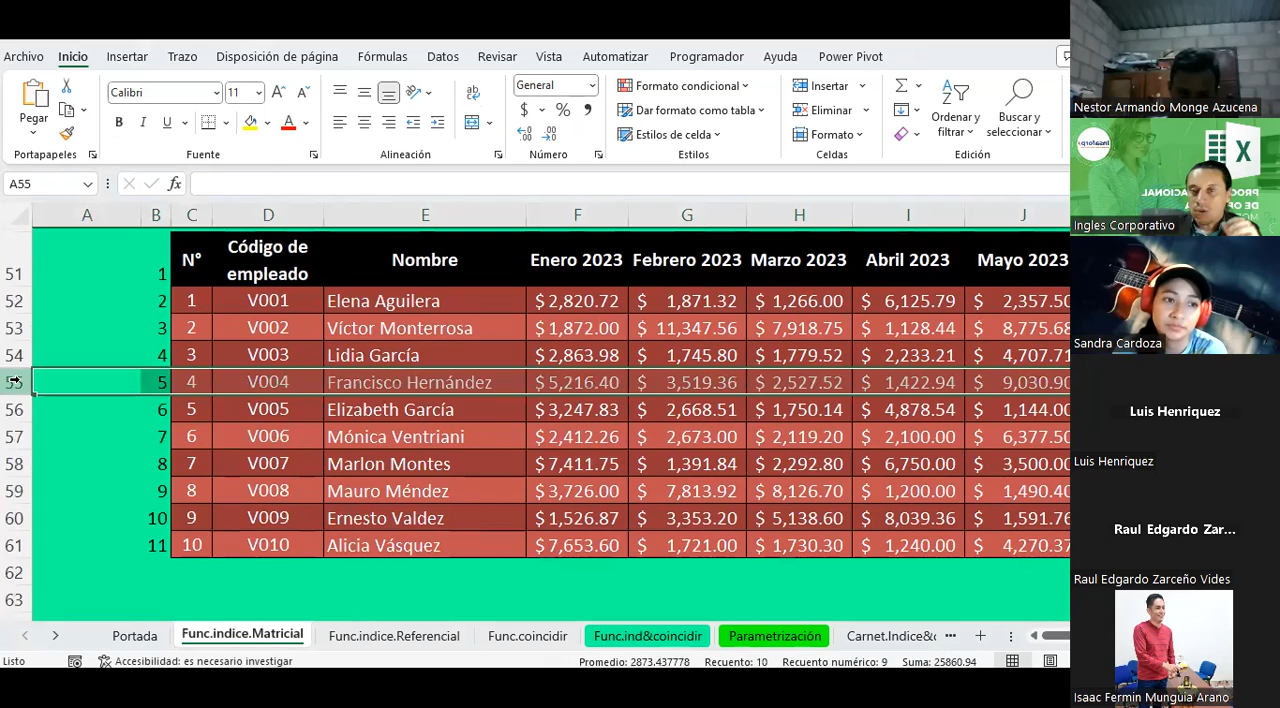 Archivo Inicio Insertar Trazo Disposición de página Fórmulas Datos Revisar Vista Automatizar Programador Ayuda Power Pivot
Pegar
Portapapeles
Calibri 11
N K S
Fuente
Alineación
General
$ % 000
Número
Formato condicional
Dar formato como tabla
Estilos de celda
Estilos
Insertar
Eliminar
Formato
Celdas
Ordenar y filtrar
Buscar y seleccionar
Edición
A55 fx
A B C D E F G H I J
51 1 N° Código de empleado Nombre Enero 2023 Febrero 2023 Marzo 2023 Abril 2023 Mayo 2023
52 2 1 V001 Elena Aguilera $ 2,820.72 $ 1,871.32 $ 1,266.00 $ 6,125.79 $ 2,357.50
53 3 2 V002 Víctor Monterrosa $ 1,872.00 $ 11,347.56 $ 7,918.75 $ 1,128.44 $ 8,775.68
54 4 3 V003 Lidia García $ 2,863.98 $ 1,745.80 $ 1,779.52 $ 2,233.21 $ 4,707.71
5 4 V004 Francisco Hernández $ 5,216.40 $ 3,519.36 $ 2,527.52 $ 1,422.94 $ 9,030.90
56 6 5 V005 Elizabeth García $ 3,247.83 $ 2,668.51 $ 1,750.14 $ 4,878.54 $ 1,144.00
57 7 6 V006 Mónica Ventriani $ 2,412.26 $ 2,673.00 $ 2,119.20 $ 2,100.00 $ 6,377.50
58 8 7 V007 Marlon Montes $ 7,411.75 $ 1,391.84 $ 2,292.80 $ 6,750.00 $ 3,500.00
59 9 8 V008 Mauro Méndez $ 3,726.00 $ 7,813.92 $ 8,126.70 $ 1,200.00 $ 1,490.40
60 10 9 V009 Ernesto Valdez $ 1,526.87 $ 3,353.20 $ 5,138.60 $ 8,039.36 $ 1,591.76
61 11 10 V010 Alicia Vásquez $ 7,653.60 $ 1,721.00 $ 1,730.30 $ 1,240.00 $ 4,270.37
62
63
Portada Func.indice.Matricial Func.indice.Referencial Func.coincidir Func.ind&coincidir Parametrización Carnet.Indice&c
Listo Accesibilidad: es necesario investigar Promedio: 2873.437778 Recuento: 10 Recuento numérico: 9 Suma: 25860.94
Nestor Armando Monge Azucena
Ingles Corporativo
Sandra Cardoza
Luis Henriquez
Luis Henriquez
Raul Edgardo Zar...
Raul Edgardo Zarceño Vides
Isaac Fermin Munguia Arano